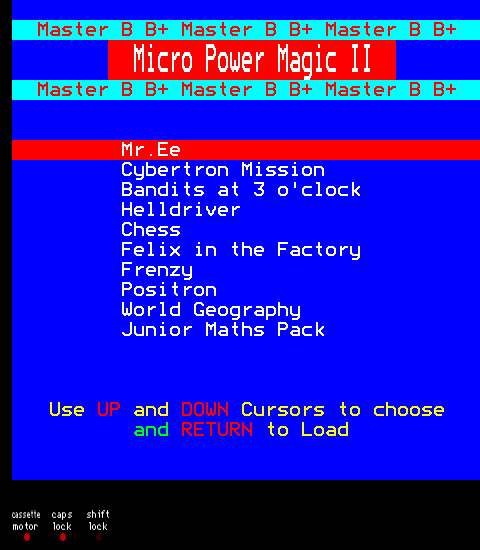 Master B B+ Master B B+ Master B B+
Micro Power Magic II
Master B B+ Master B B+ Master B B+
Mr.Ee
Cybertron Mission
Bandits at 3 o'clock
Helldriver
Chess
Felix in the Factory
Frenzy
Positron
World Geography
Junior Maths Pack
Use UP and DOWN Cursors to choose
and RETURN to Load
cassette caps shift
motor lock lock